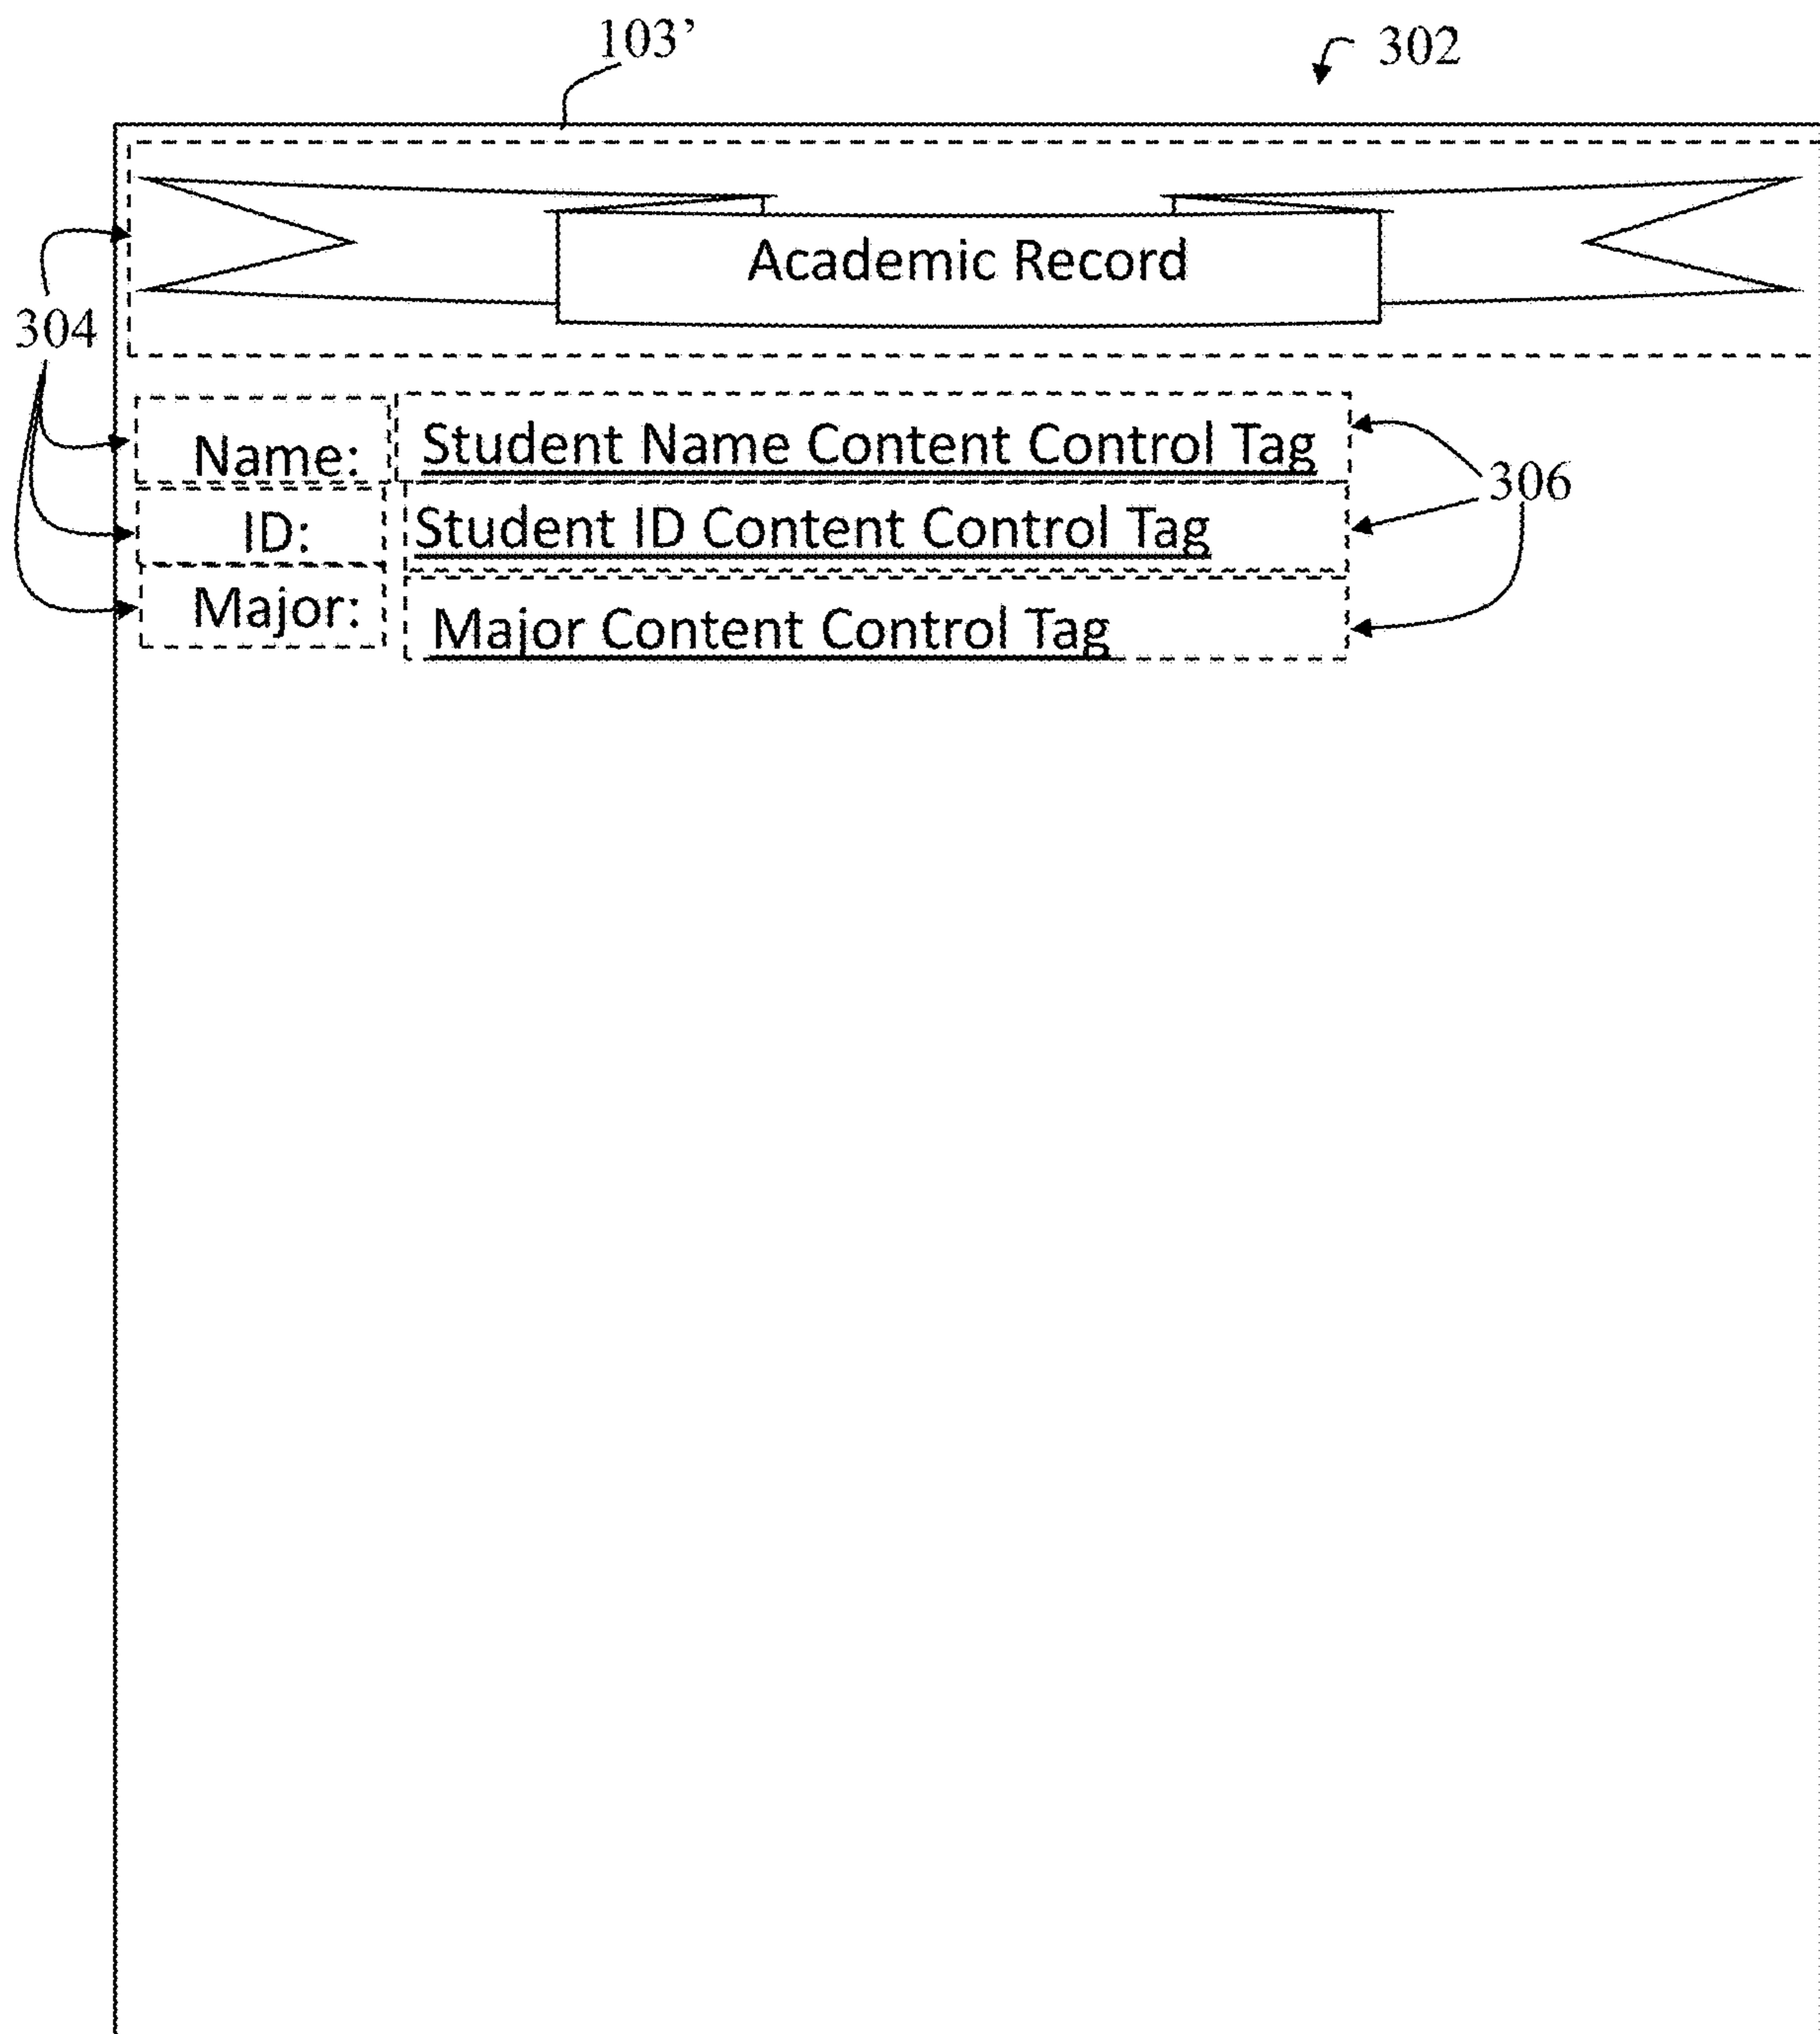 103’ 302
Academic Record
304
Name: Student Name Content Control Tag
306
ID: Student ID Content Control Tag
Major: Major Content Control Tag